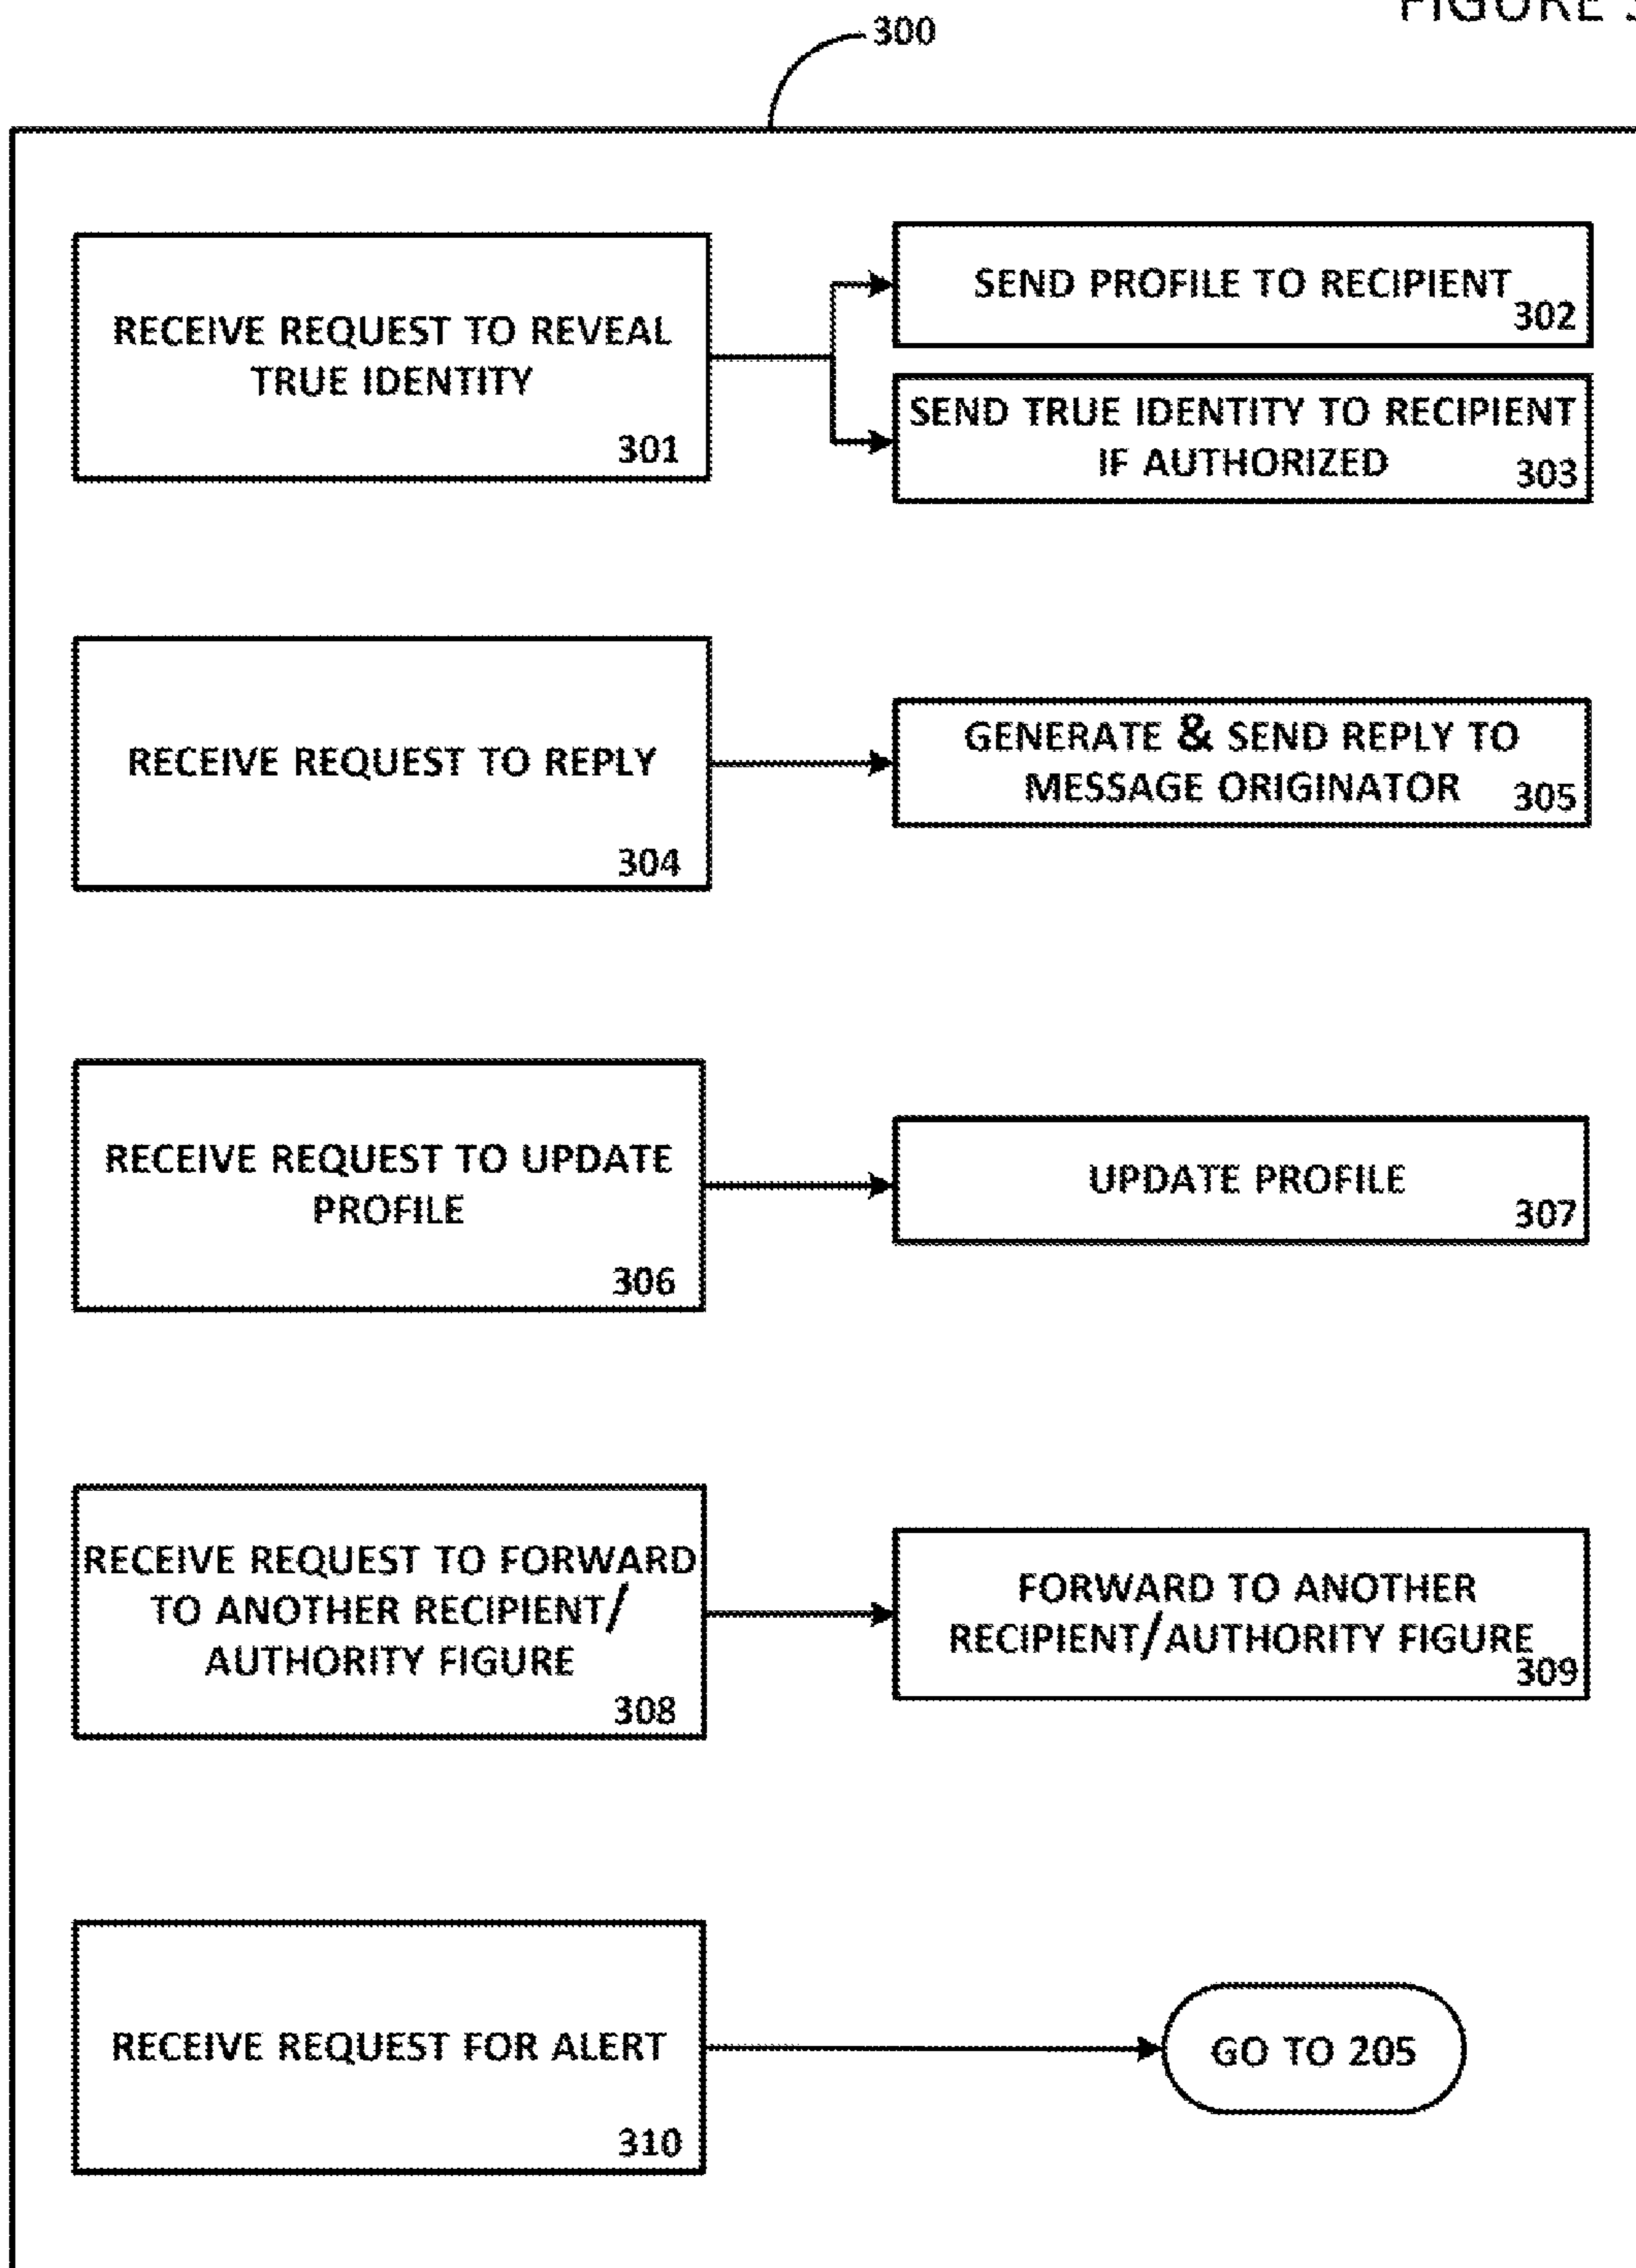 FIGURE 3
300
RECEIVE REQUEST TO REVEAL
TRUE IDENTITY
301
SEND PROFILE TO RECIPIENT
302
SEND TRUE IDENTITY TO RECIPIENT
IF AUTHORIZED
303
RECEIVE REQUEST TO REPLY
304
GENERATE & SEND REPLY TO
MESSAGE ORIGINATOR
305
RECEIVE REQUEST TO UPDATE
PROFILE
306
UPDATE PROFILE
307
RECEIVE REQUEST TO FORWARD
TO ANOTHER RECIPIENT/
AUTHORITY FIGURE
308
FORWARD TO ANOTHER
RECIPIENT/AUTHORITY FIGURE
309
RECEIVE REQUEST FOR ALERT
310
GO TO 205